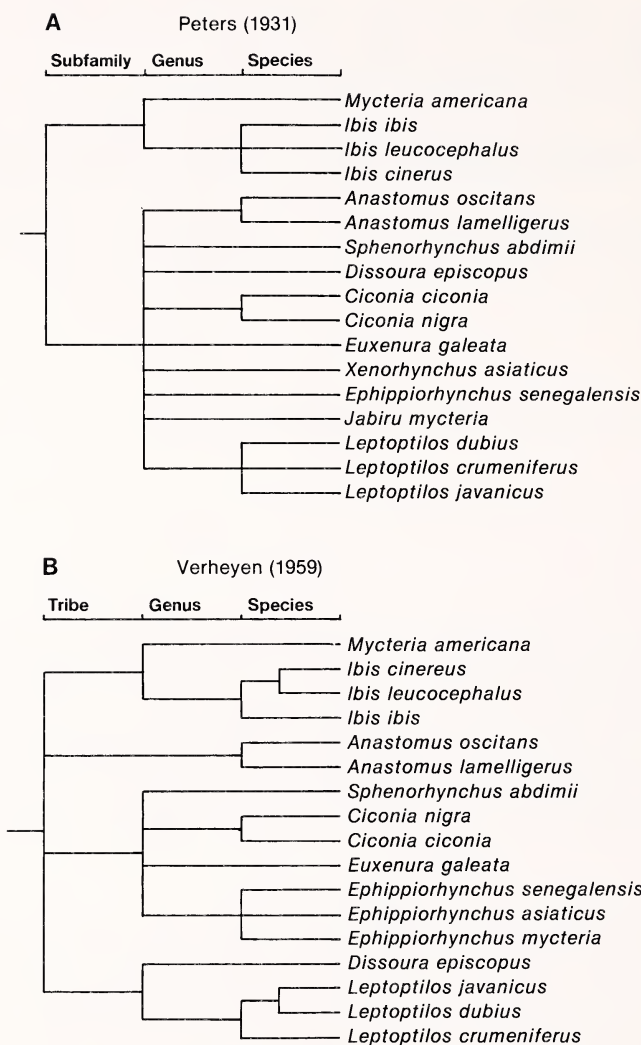 A Peters (1931)
Subfamily Genus Species
Mycteria americana
Ibis ibis
Ibis leucocephalus
Ibis cinerus
Anastomus oscitans
Anastomus lamelligerus
Sphenorhynchus abdimii
Dissoura episcopus
Ciconia ciconia
Ciconia nigra
Euxenura galeata
Xenorhynchus asiaticus
Ephippiorhynchus senegalensis
Jabiru mycteria
Leptoptilos dubius
Leptoptilos crumeniferus
Leptoptilos javanicus
B Verheyen (1959)
Tribe Genus Species
Mycteria americana
Ibis cinereus
Ibis leucocephalus
Ibis ibis
Anastomus oscitans
Anastomus lamelligerus
Sphenorhynchus abdimii
Ciconia nigra
Ciconia ciconia
Euxenura galeata
Ephippiorhynchus senegalensis
Ephippiorhynchus asiaticus
Ephippiorhynchus mycteria
Dissoura episcopus
Leptoptilos javanicus
Leptoptilos dubius
Leptoptilos crumeniferus